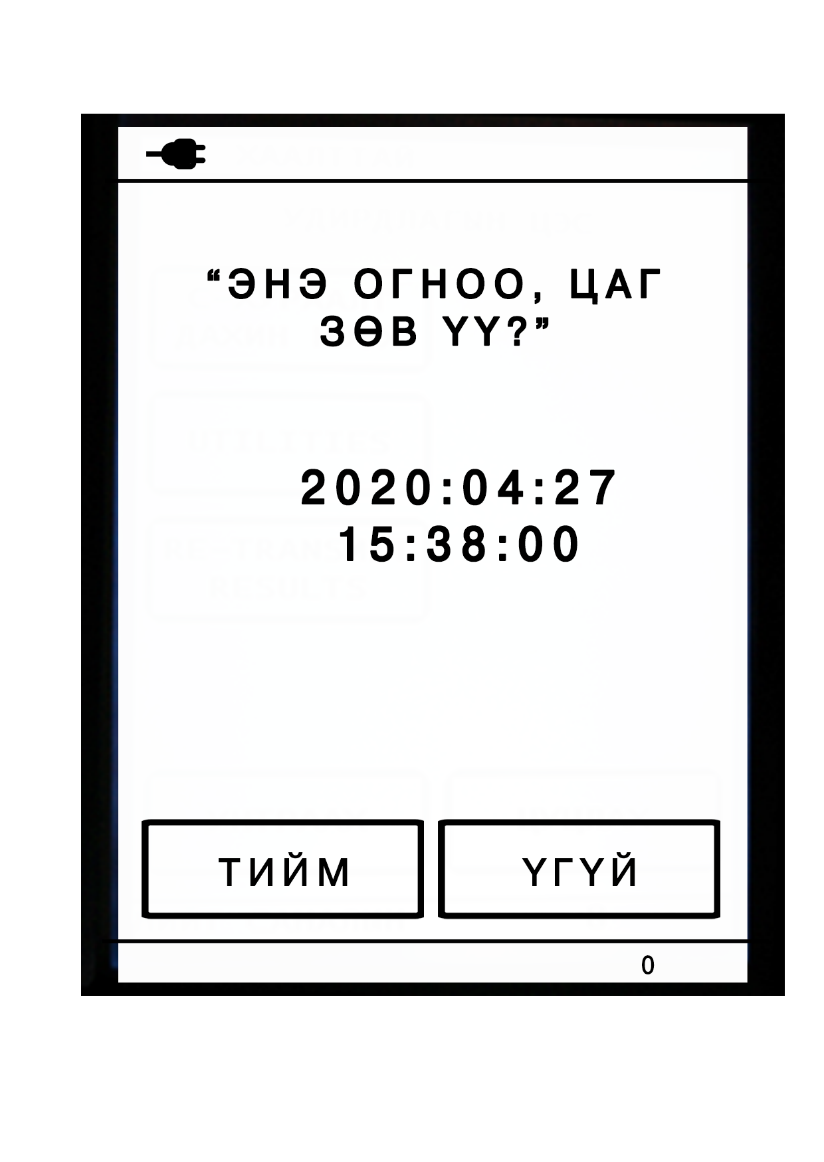 “ЭНЭ ОГНОО, ЦАГ
ЗӨВ ҮҮ?”
2020:04:27
15:38:00
ТИЙМ
ҮГҮЙ
0